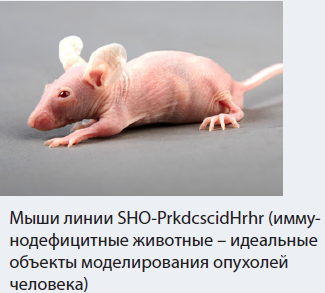 Мыши линии SHO-PrkdcscidHrhr (имму-
нодефицитные животные – идеальные
объекты моделирования опухолей
человека)